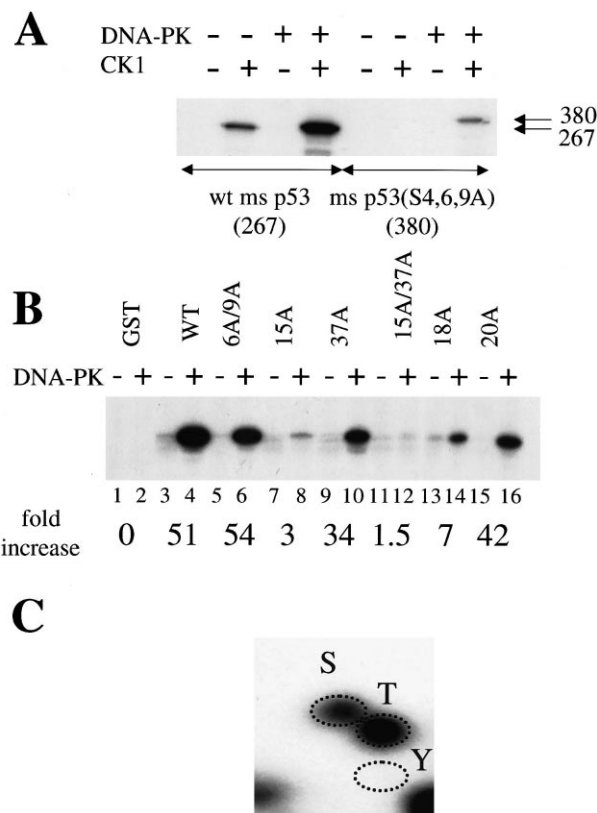 A
DNA-PK - - + + - - + +
CK1 - + - + - + - +
380
267
wt ms p53 ms p53(S4,6,9A)
(267) (380)
B
GST WT 6A/9A 15A 37A 15A/37A 18A 20A
DNA-PK - + - + - + - + - + - + - + - +
1 2 3 4 5 6 7 8 9 10 11 12 13 14 15 16
fold
increase 0 51 54 3 34 1.5 7 42
C
S
T
Y